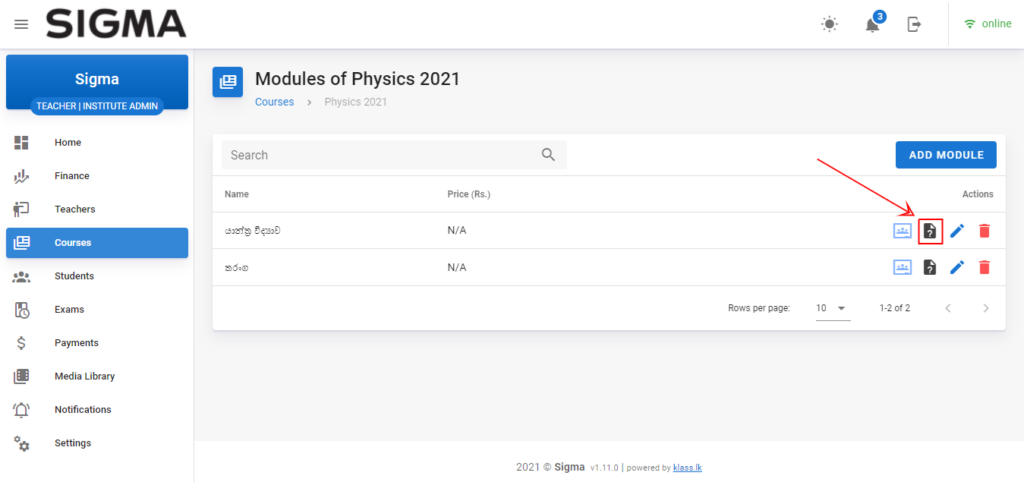 SIGMA
3
online
Sigma
TEACHER | INSTITUTE ADMIN
Home
Finance
Teachers
Courses
Students
Exams
Payments
Media Library
Notifications
Settings
Modules of Physics 2021
Courses > Physics 2021
Search
ADD MODULE
Name Price (Rs.) Actions
යාන්ත්‍ර විද්‍යාව N/A
තරංග N/A
Rows per page: 10 1-2 of 2
2021 © Sigma v1.11.0 | powered by klass.lk